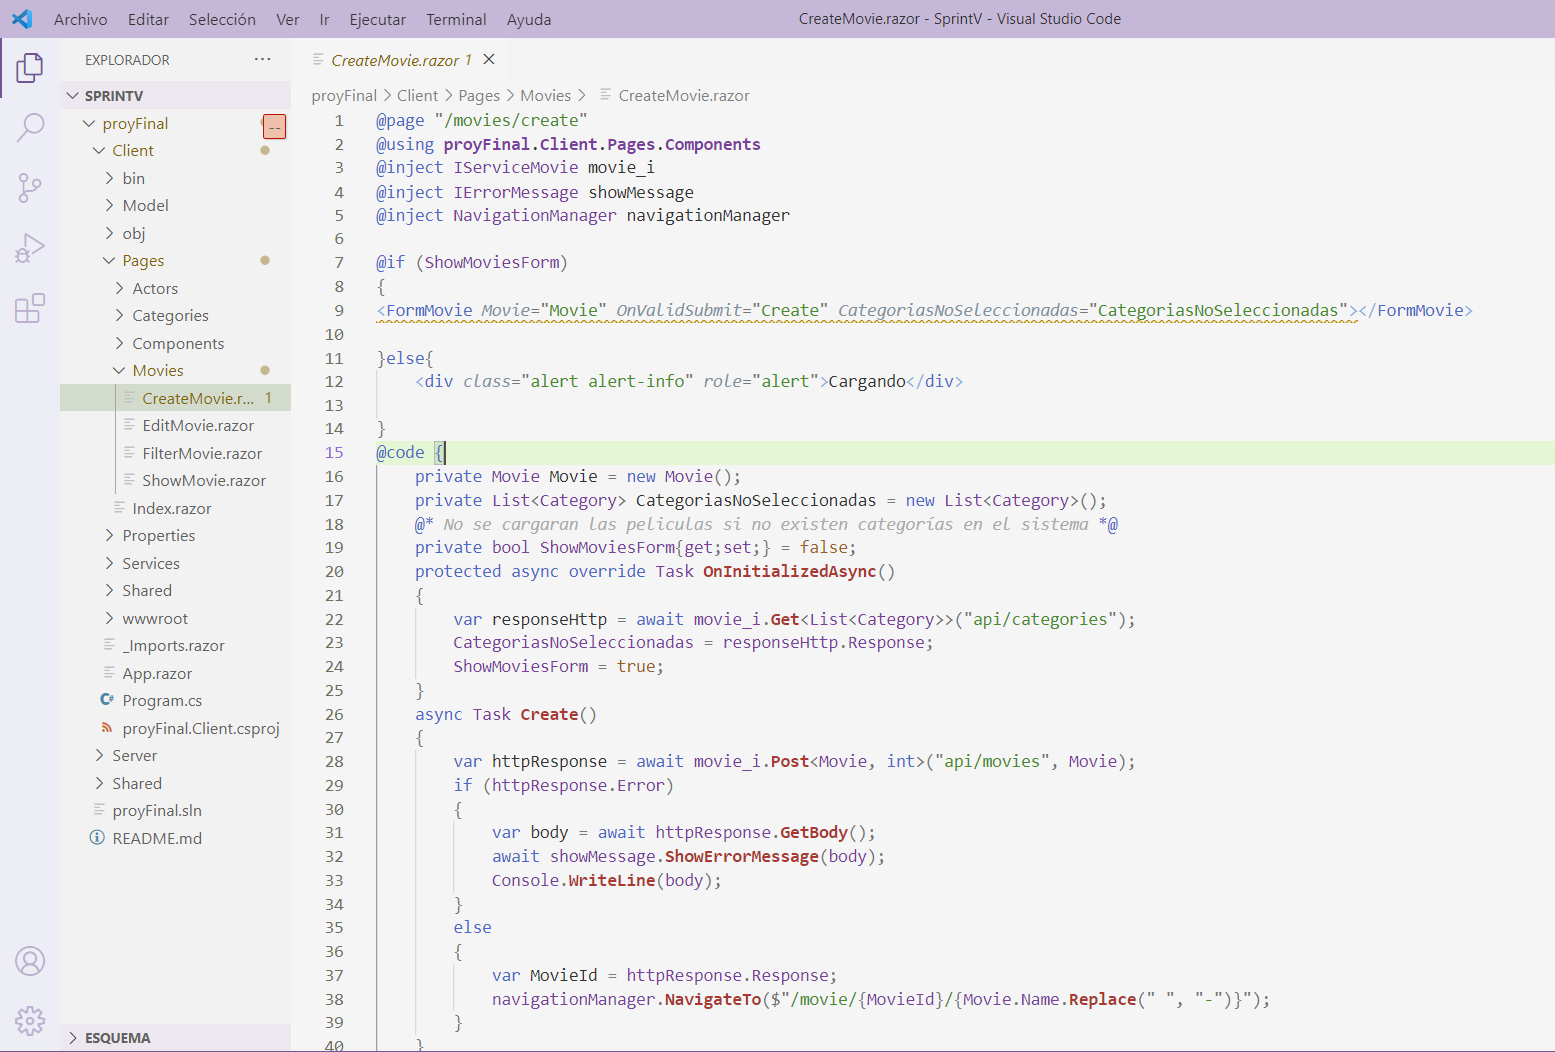 Archivo Editar Selección Ver Ir Ejecutar Terminal Ayuda
CreateMovie.razor - SprintV - Visual Studio Code
EXPLORADOR ...
SPRINTV
proyFinal
--
Client
bin
Model
obj
Pages
Actors
Categories
Components
Movies
CreateMovie.r... 1
EditMovie.razor
FilterMovie.razor
ShowMovie.razor
Index.razor
Properties
Services
Shared
wwwroot
_Imports.razor
App.razor
Program.cs
proyFinal.Client.csproj
Server
Shared
proyFinal.sln
README.md
ESQUEMA
CreateMovie.razor 1
proyFinal > Client > Pages > Movies > CreateMovie.razor
1 @page "/movies/create"
2 @using proyFinal.Client.Pages.Components
3 @inject IServiceMovie movie_i
4 @inject IErrorMessage showMessage
5 @inject NavigationManager navigationManager
6
7 @if (ShowMoviesForm)
8 {
9 <FormMovie Movie="Movie" OnValidSubmit="Create" CategoriasNoSeleccionadas="CategoriasNoSeleccionadas"></FormMovie>
10
11 }else{
12 <div class="alert alert-info" role="alert">Cargando</div>
13
14 }
15 @code {
16 private Movie Movie = new Movie();
17 private List<Category> CategoriasNoSeleccionadas = new List<Category>();
18 @* No se cargaran las peliculas si no existen categorías en el sistema *@
19 private bool ShowMoviesForm{get;set;} = false;
20 protected async override Task OnInitializedAsync()
21 {
22 var responseHttp = await movie_i.Get<List<Category>>("api/categories");
23 CategoriasNoSeleccionadas = responseHttp.Response;
24 ShowMoviesForm = true;
25 }
26 async Task Create()
27 {
28 var httpResponse = await movie_i.Post<Movie, int>("api/movies", Movie);
29 if (httpResponse.Error)
30 {
31 var body = await httpResponse.GetBody();
32 await showMessage.ShowErrorMessage(body);
33 Console.WriteLine(body);
34 }
35 else
36 {
37 var MovieId = httpResponse.Response;
38 navigationManager.NavigateTo($"/movie/{MovieId}/{Movie.Name.Replace(" ", "-")}");
39 }
40 }